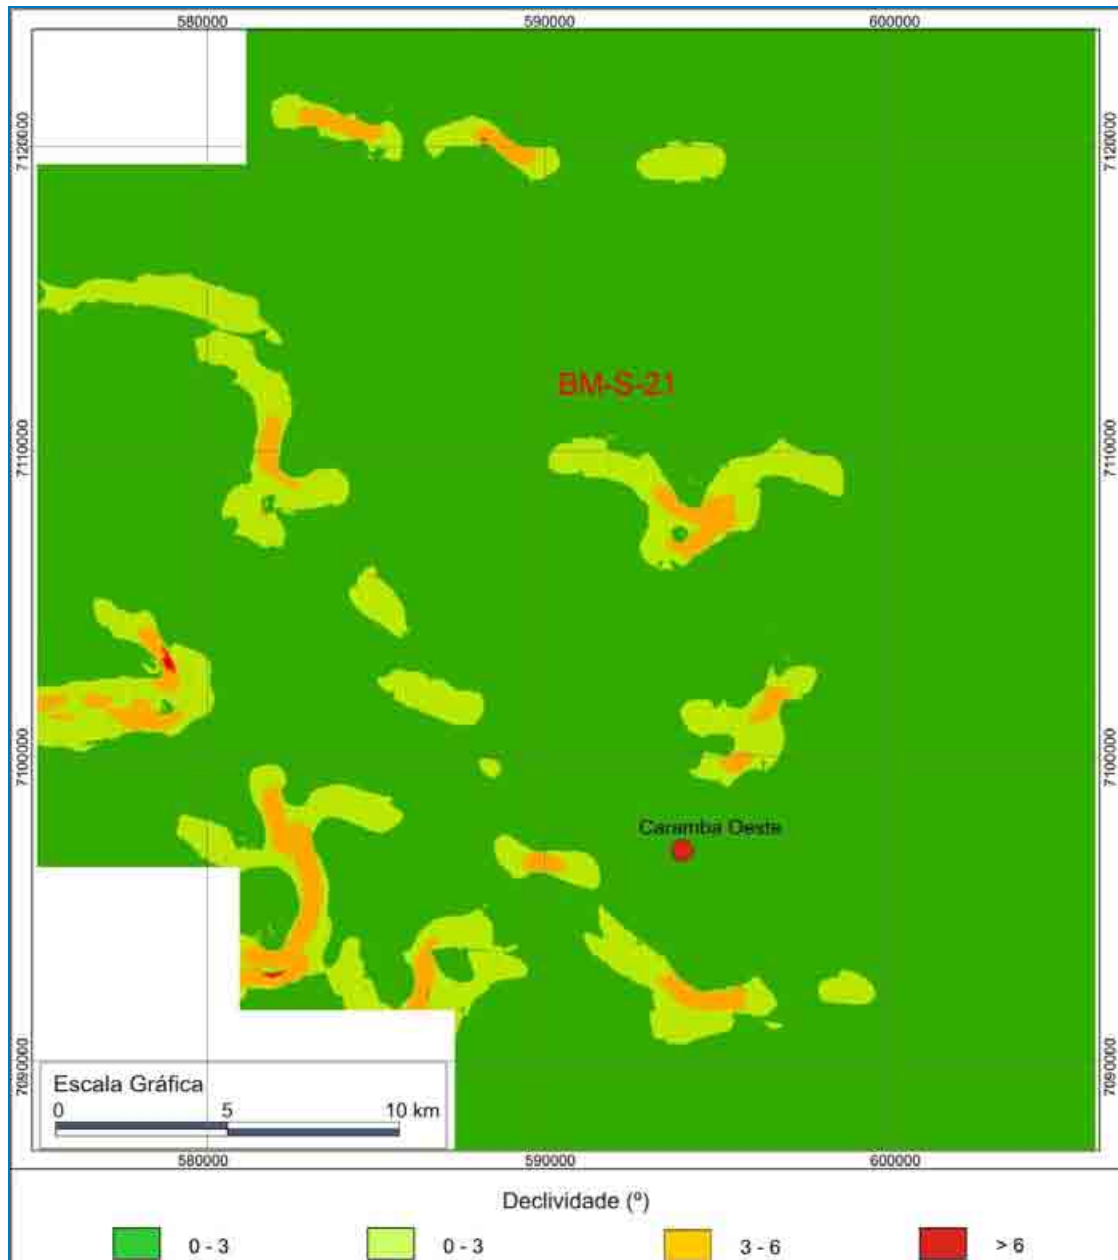 580000 590000 600000
7120000 7120000
BM-S-21
7110000 7110000
7100000 7100000
Caramba Oeste
7090000 7090000
Escala Gráfica
0 5 10 km
580000 590000 600000
Declividade (º)
0 - 3 0 - 3 3 - 6 > 6